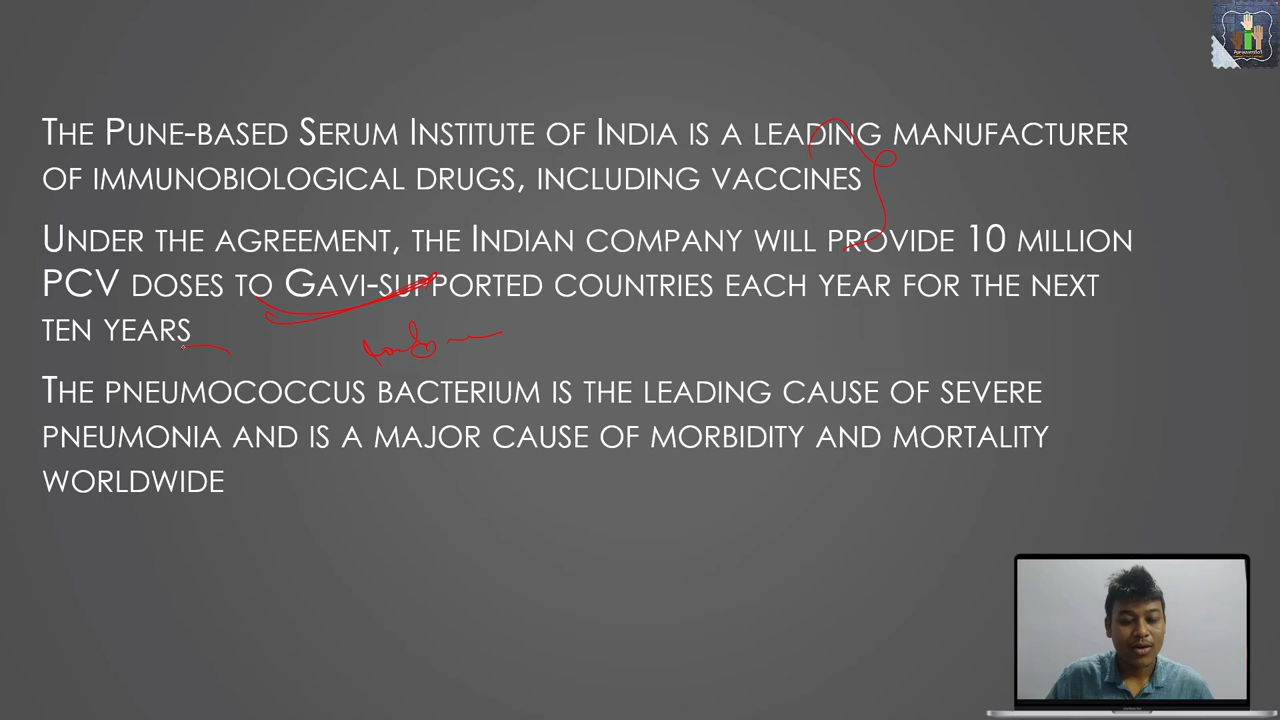 The Pune-based Serum Institute of India is a leading manufacturer
of immunobiological drugs, including vaccines
Under the agreement, the Indian company will provide 10 million
PCV doses to Gavi-supported countries each year for the next
ten years
The pneumococcus bacterium is the leading cause of severe
pneumonia and is a major cause of morbidity and mortality
worldwide